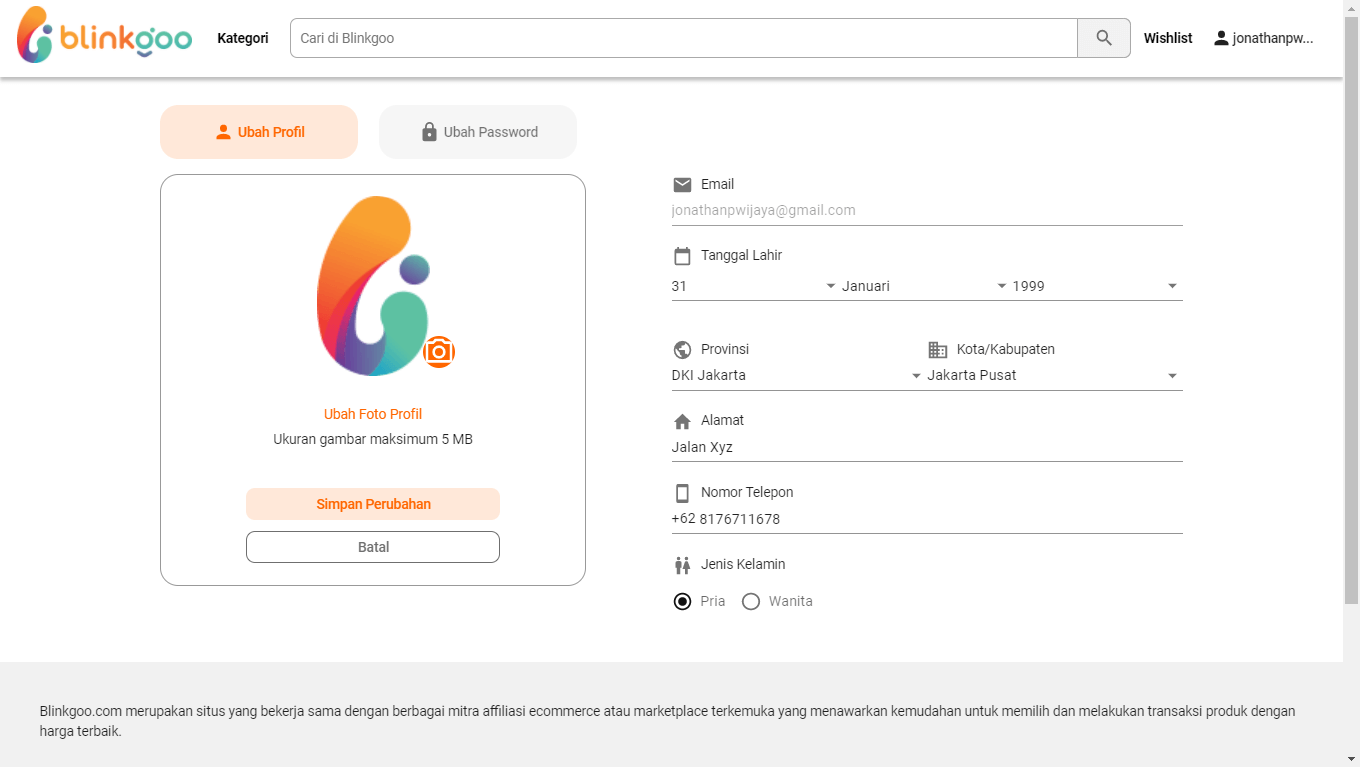 blinkgoo Kategori Cari di Blinkgoo Wishlist jonathanpw...
Ubah Profil Ubah Password
Ubah Foto Profil
Ukuran gambar maksimum 5 MB
Simpan Perubahan
Batal
Email
jonathanpwijaya@gmail.com
Tanggal Lahir
31 Januari 1999
Provinsi Kota/Kabupaten
DKI Jakarta Jakarta Pusat
Alamat
Jalan Xyz
Nomor Telepon
+62 8176711678
Jenis Kelamin
Pria Wanita
Blinkgoo.com merupakan situs yang bekerja sama dengan berbagai mitra affiliasi ecommerce atau marketplace terkemuka yang menawarkan kemudahan untuk memilih dan melakukan transaksi produk dengan
harga terbaik.